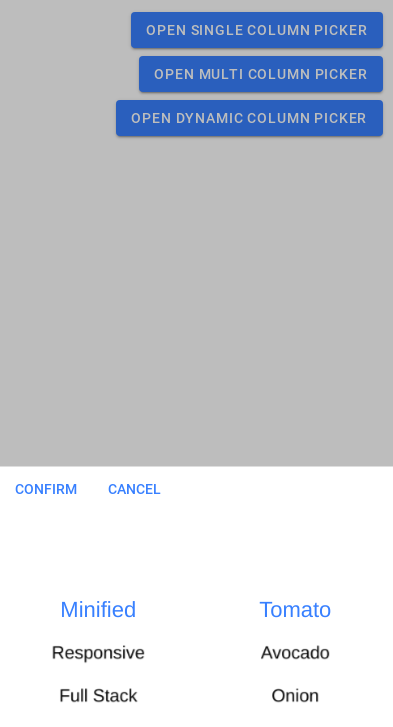 OPEN SINGLE COLUMN PICKER
OPEN MULTI COLUMN PICKER
OPEN DYNAMIC COLUMN PICKER
CONFIRM CANCEL
Minified Tomato
Responsive Avocado
Full Stack Onion